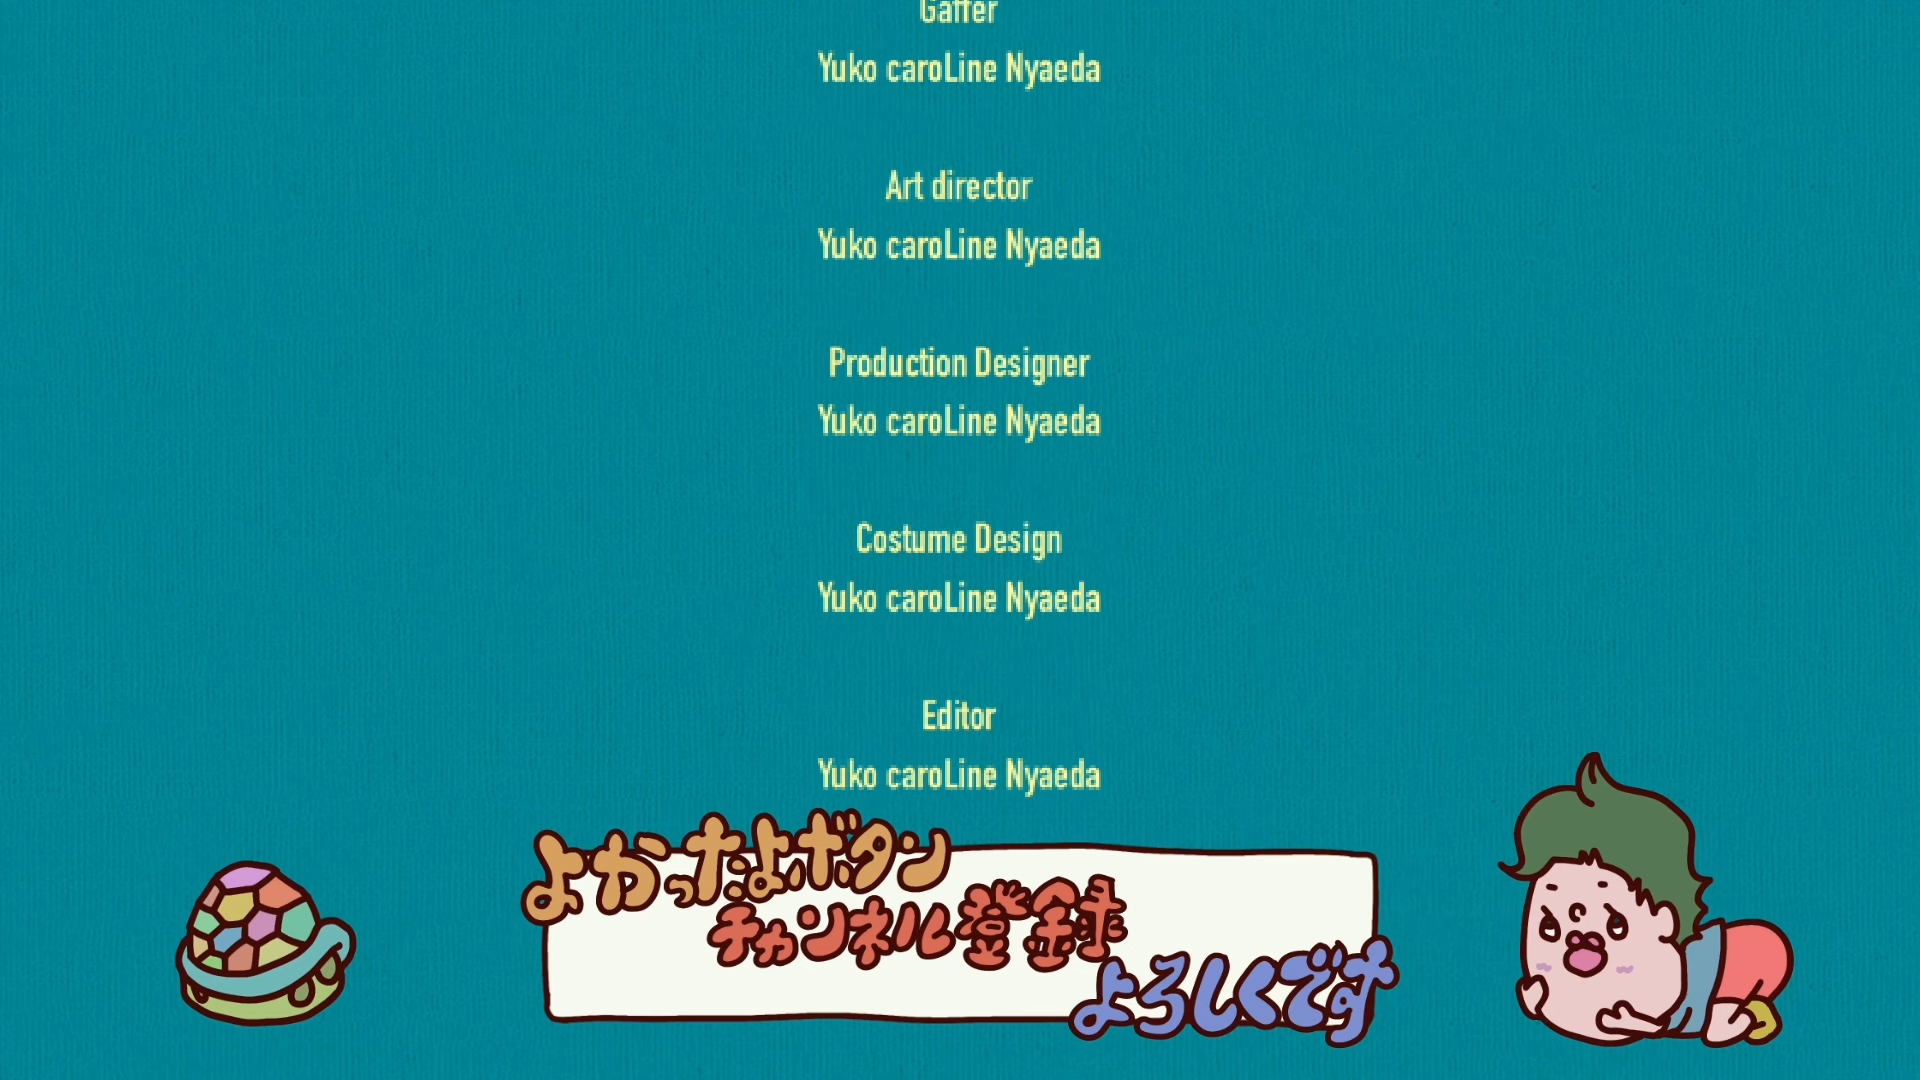 Gaffer
Yuko caroLine Nyaeda
Art director
Yuko caroLine Nyaeda
Production Designer
Yuko caroLine Nyaeda
Costume Design
Yuko caroLine Nyaeda
Editor
Yuko caroLine Nyaeda
よかったよボタン
チャンネル登録
よろしくです